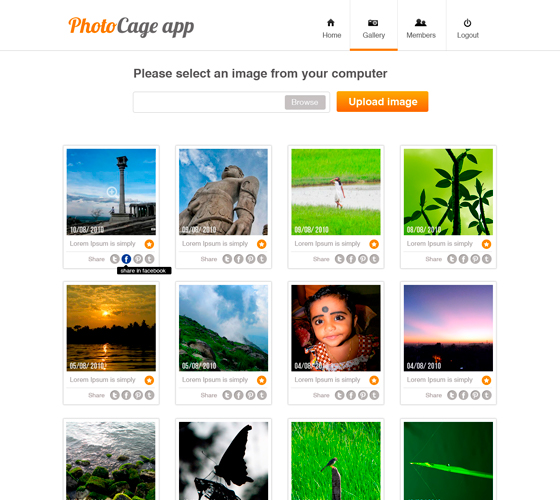 PhotoCage app
Home
Gallery
Members
Logout
Please select an image from your computer
Browse
Upload image
10/08/ 2010
09/08/ 2010
09/08/ 2010
08/08/ 2010
Lorem Ipsum is simply
Lorem Ipsum is simply
Lorem Ipsum is simply
Lorem Ipsum is simply
Share
Share
Share
Share
share in facebook
05/08/ 2010
05/08/ 2010
04/08/ 2010
04/08/ 2010
Lorem Ipsum is simply
Lorem Ipsum is simply
Lorem Ipsum is simply
Lorem Ipsum is simply
Share
Share
Share
Share